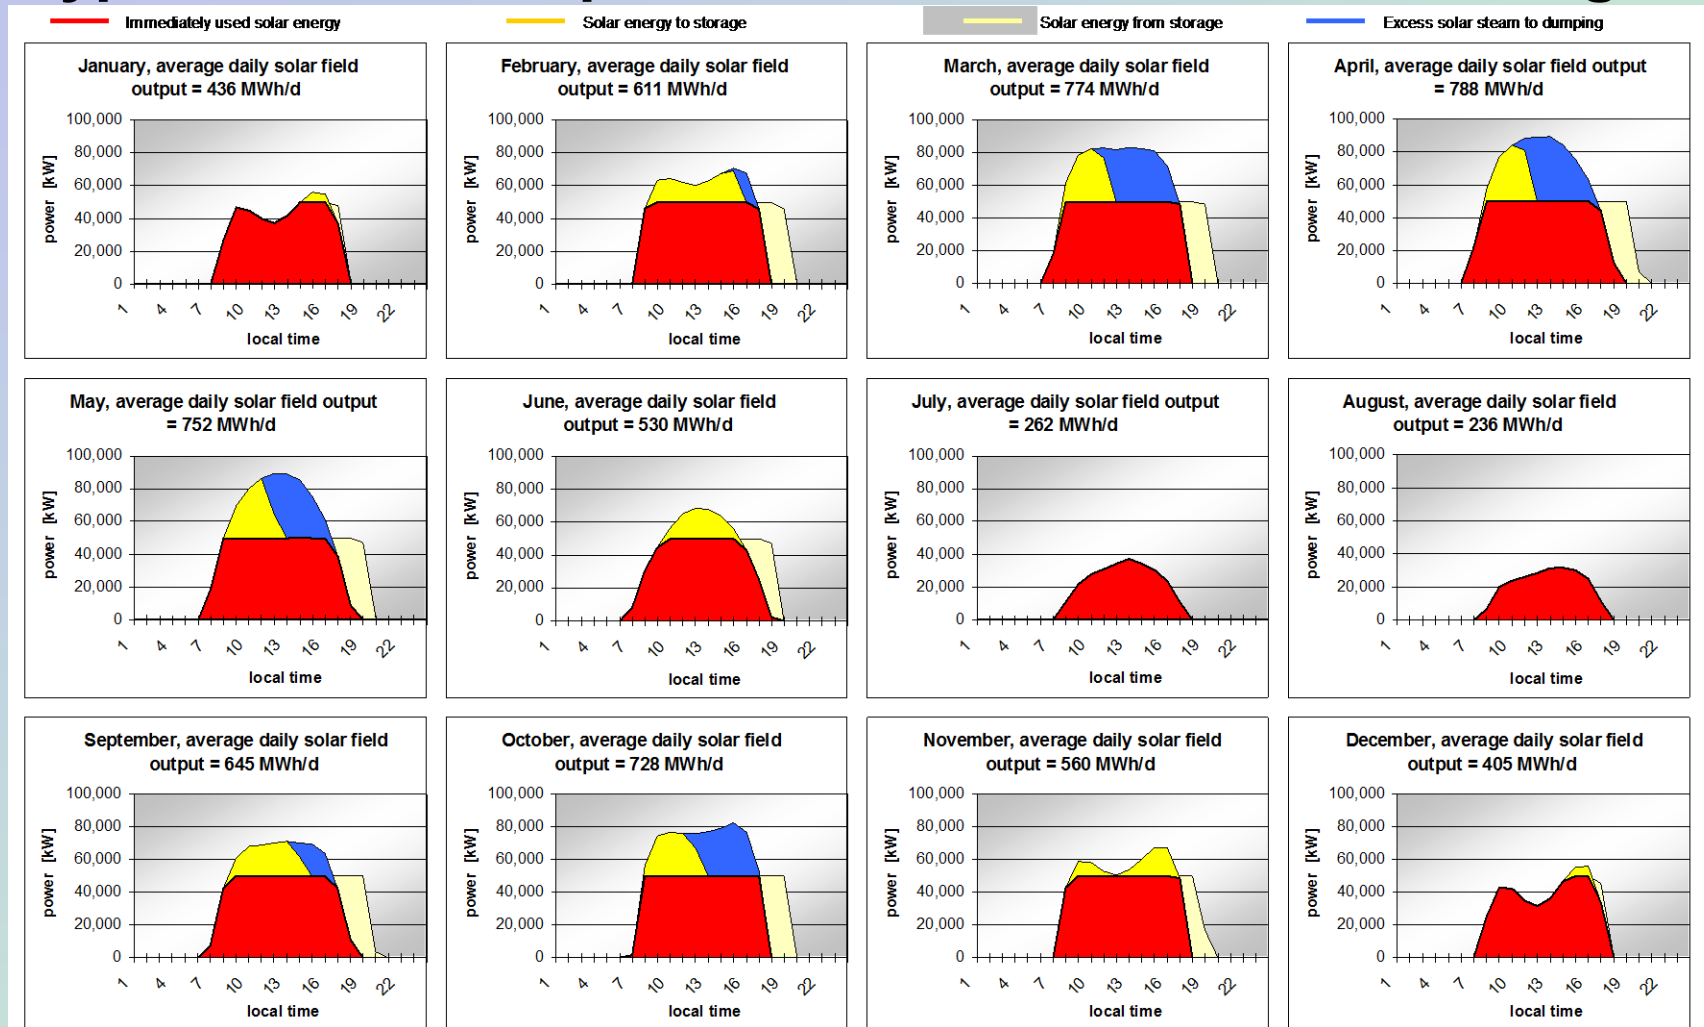 Immediately used solar energy
Solar energy to storage
Solar energy from storage
Excess solar steam to dumping
January, average daily solar field
output = 436 MWh/d
100,000
80,000
60,000
40,000
20,000
0
power [kW]
1 4 7 10 13 16 19 22
local time
February, average daily solar field
output = 611 MWh/d
100,000
80,000
60,000
40,000
20,000
0
power [kW]
1 4 7 10 13 16 19 22
local time
March, average daily solar field
output = 774 MWh/d
100,000
80,000
60,000
40,000
20,000
0
power [kW]
1 4 7 10 13 16 19 22
local time
April, average daily solar field output
= 788 MWh/d
100,000
80,000
60,000
40,000
20,000
0
power [kW]
1 4 7 10 13 16 19 22
local time
May, average daily solar field output
= 752 MWh/d
100,000
80,000
60,000
40,000
20,000
0
power [kW]
1 4 7 10 13 16 19 22
local time
June, average daily solar field
output = 530 MWh/d
100,000
80,000
60,000
40,000
20,000
0
power [kW]
1 4 7 10 13 16 19 22
local time
July, average daily solar field output
= 262 MWh/d
100,000
80,000
60,000
40,000
20,000
0
power [kW]
1 4 7 10 13 16 19 22
local time
August, average daily solar field
output = 236 MWh/d
100,000
80,000
60,000
40,000
20,000
0
power [kW]
1 4 7 10 13 16 19 22
local time
September, average daily solar field
output = 645 MWh/d
100,000
80,000
60,000
40,000
20,000
0
power [kW]
1 4 7 10 13 16 19 22
local time
October, average daily solar field
output = 728 MWh/d
100,000
80,000
60,000
40,000
20,000
0
power [kW]
1 4 7 10 13 16 19 22
local time
November, average daily solar field
output = 560 MWh/d
100,000
80,000
60,000
40,000
20,000
0
power [kW]
1 4 7 10 13 16 19 22
local time
December, average daily solar field
output = 405 MWh/d
100,000
80,000
60,000
40,000
20,000
0
power [kW]
1 4 7 10 13 16 19 22
local time